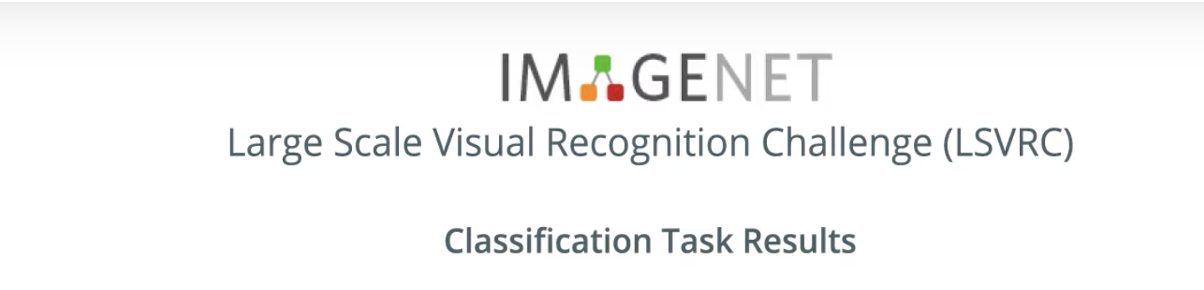 IMAGENET
Large Scale Visual Recognition Challenge (LSVRC)
Classification Task Results